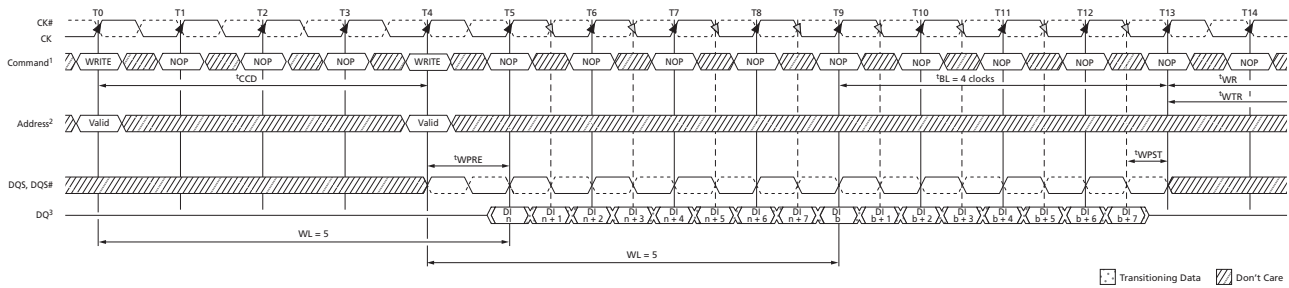 T0 T1 T2 T3 T4 T5 T6 T7 T8 T9 T10 T11 T12 T13 T14
CK#
CK
Command1 WRITE NOP NOP NOP WRITE NOP NOP NOP NOP NOP NOP NOP NOP NOP NOP
tCCD tBL = 4 clocks tWR
tWTR
Address2 Valid Valid
tWPRE tWPST
DQS, DQS#
DQ3 DI n DI n + 1 DI n + 2 DI n + 3 DI n + 4 DI n + 5 DI n + 6 DI n + 7 DI b DI b + 1 DI b + 2 DI b + 3 DI b + 4 DI b + 5 DI b + 6 DI b + 7
WL = 5
WL = 5
Transitioning Data Don't Care